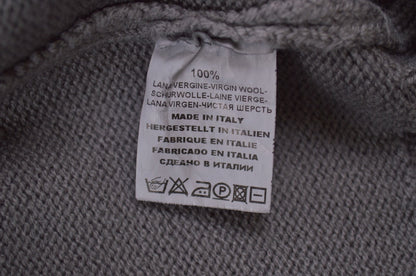 100%
LANA VERGINE-VIRGIN WOOL-
SCHURWOLLE-LAINE VIERGE-
LANA VIRGEN-ЧИСТАЯ ШЕРСТЬ
MADE IN ITALY
HERGESTELLT IN ITALIEN
FABRIQUE EN ITALIE
FABRICADO EN ITALIA
СДЕАНО В ИТАЛИИ
P